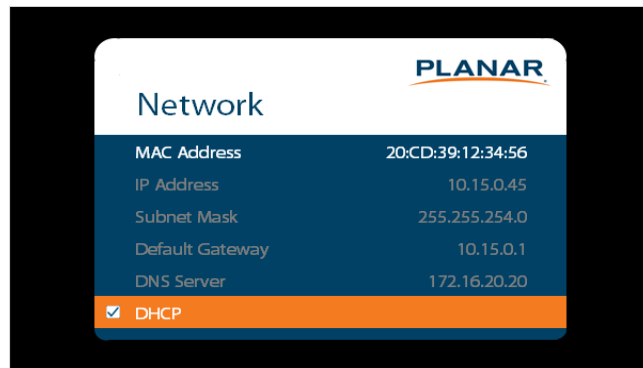 PLANAR
Network
MAC Address 20:CD:39:12:34:56
IP Address 10.15.0.45
Subnet Mask 255.255.254.0
Default Gateway 10.15.0.1
DNS Server 172.16.20.20
DHCP